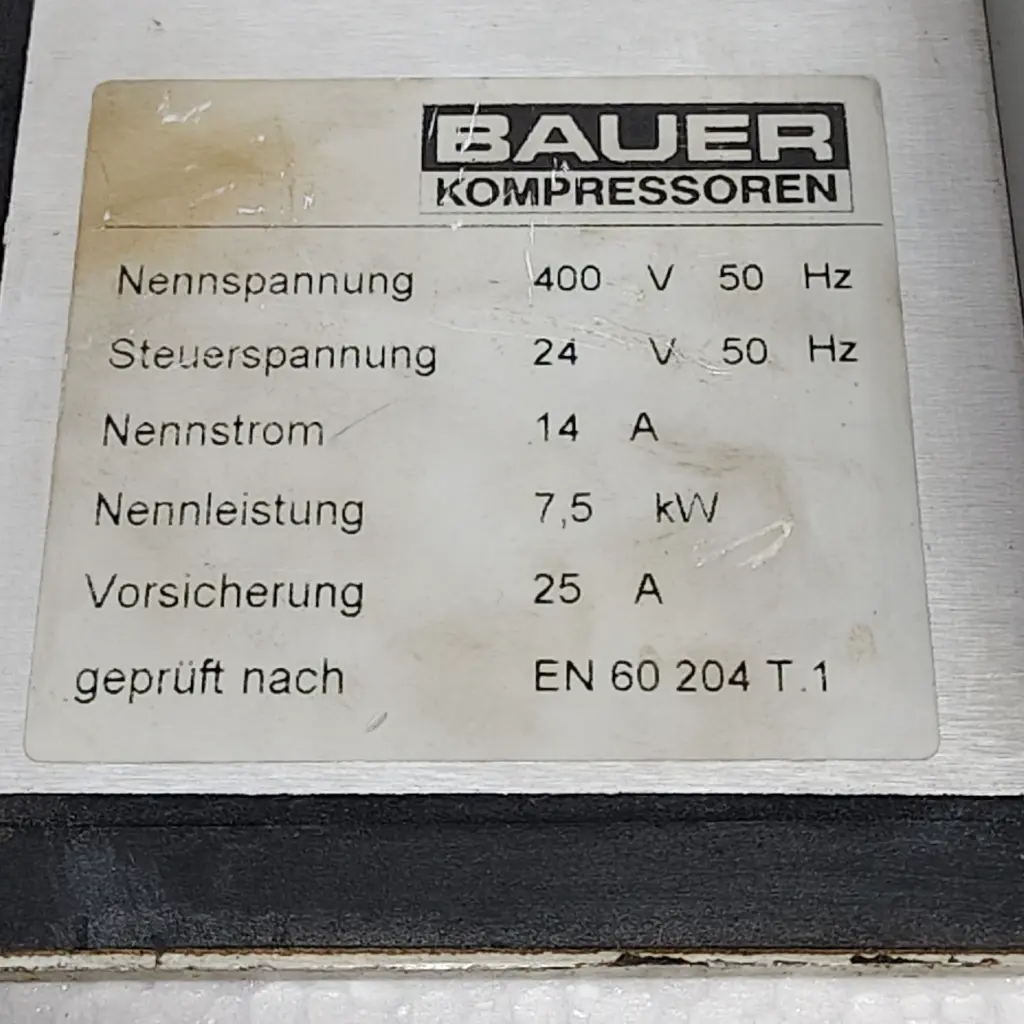 BAUER
KOMPRESSOREN
Nennspannung 400 V 50 Hz
Steuerspannung 24 V 50 Hz
Nennstrom 14 A
Nennleistung 7,5 kW
Vorsicherung 25 A
geprüft nach EN 60 204 T.1